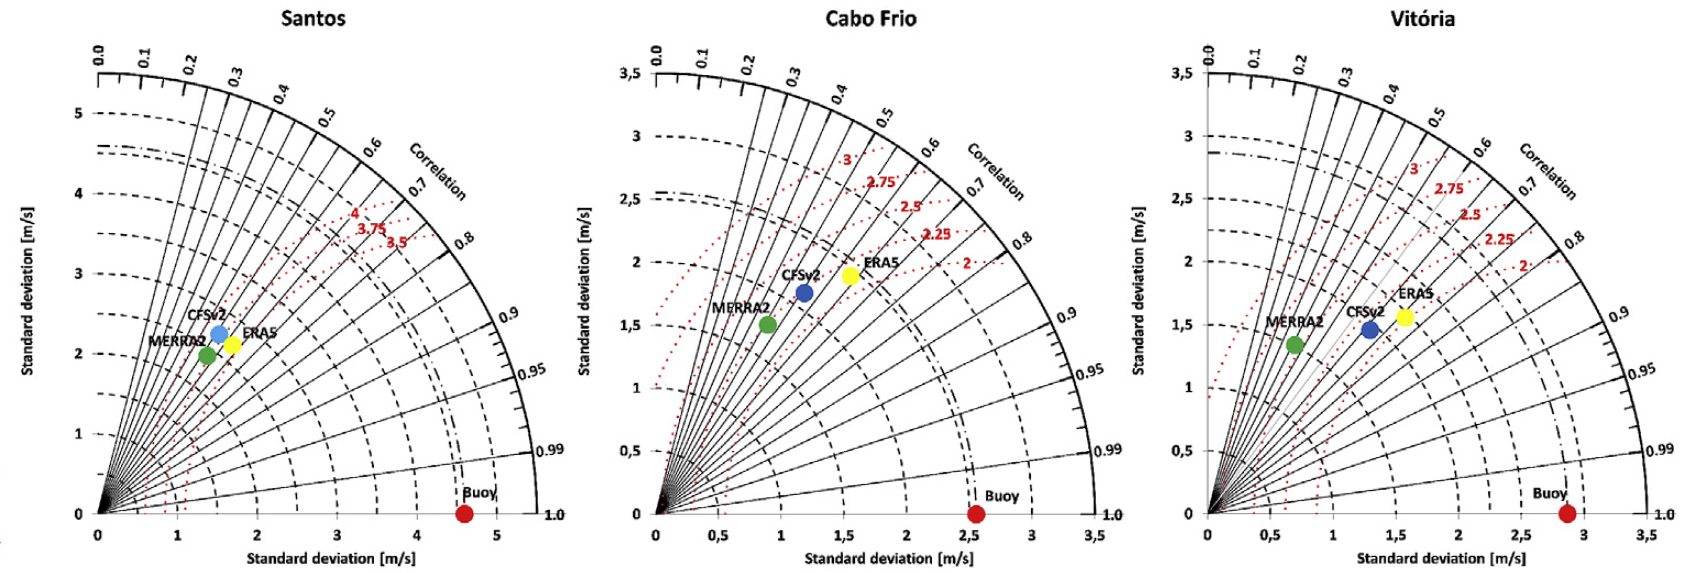 Santos
0.0
0.1
0.2
0.3
0.4
0.5
0.6
0.7
0.8
0.9
0.95
0.99
1.0
Correlation
5
4
3
2
1
0
Standard deviation [m/s]
4
3.75
3.5
CFSv2
MERRA2
ERA5
Buoy
0 1 2 3 4 5
Standard deviation [m/s]
Cabo Frio
0.0
0.1
0.2
0.3
0.4
0.5
0.6
0.7
0.8
0.9
0.95
0.99
1.0
Correlation
3,5
3
2,5
2
1,5
1
0,5
0
Standard deviation [m/s]
3
2.75
2.5
2.25
2
CFSv2
ERA5
MERRA2
Buoy
0 0,5 1 1,5 2 2,5 3 3,5
Standard deviation [m/s]
Vitória
0.0
0.1
0.2
0.3
0.4
0.5
0.6
0.7
0.8
0.9
0.95
0.99
1.0
Correlation
3,5
3
2,5
2
1,5
1
0,5
0
Standard deviation [m/s]
3
2.75
2.5
2.25
2
ERA5
CFSv2
MERRA2
Buoy
0 0,5 1 1,5 2 2,5 3 3,5
Standard deviation [m/s]